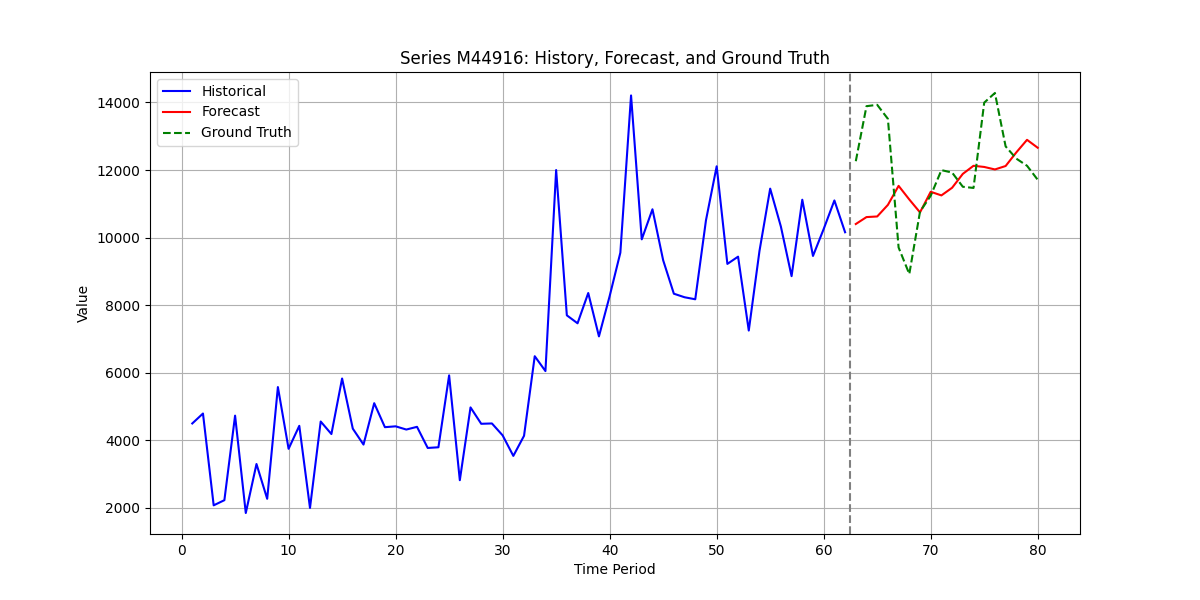 Series M44916: History, Forecast, and Ground Truth
Historical
Forecast
Ground Truth
14000
12000
10000
8000
6000
4000
2000
Value
0 10 20 30 40 50 60 70 80
Time Period